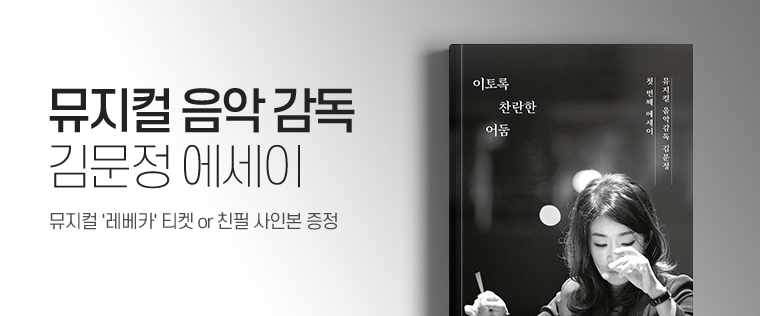 뮤지컬 음악 감독
김문정 에세이
뮤지컬 '레베카' 티켓 or 친필 사인본 증정
이토록
찬란한
어둠
뮤지컬 음악감독 김문정
첫 번째 에세이